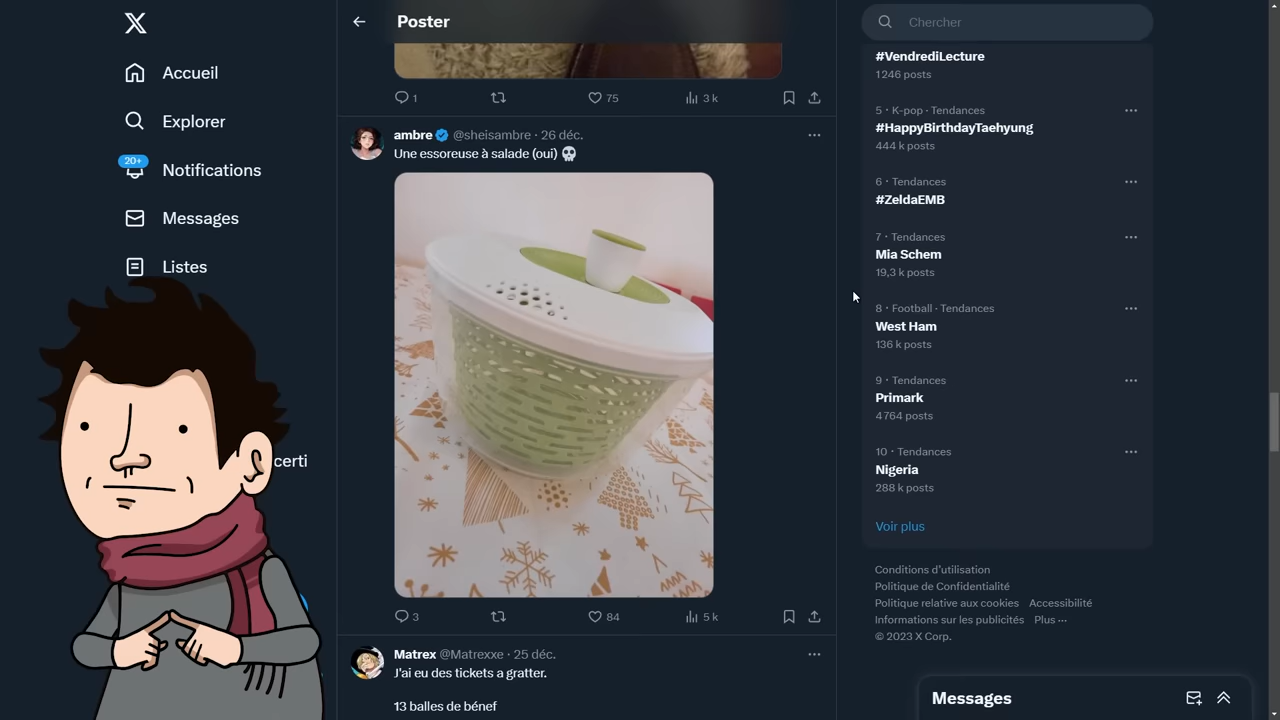 X
Accueil
Explorer
20+
Notifications
Messages
Listes
certi
Poster
1
75
3 k
ambre @sheisambre · 26 déc.
Une essoreuse à salade (oui) 💀
3
84
5 k
Matrex @Matrexxe · 25 déc.
J'ai eu des tickets a gratter.
13 balles de bénef
Chercher
#VendrediLecture
1 246 posts
5 · K-pop · Tendances
#HappyBirthdayTaehyung
444 k posts
6 · Tendances
#ZeldaEMB
7 · Tendances
Mia Schem
19,3 k posts
8 · Football · Tendances
West Ham
136 k posts
9 · Tendances
Primark
4 764 posts
10 · Tendances
Nigeria
288 k posts
Voir plus
Conditions d'utilisation
Politique de Confidentialité
Politique relative aux cookies Accessibilité
Informations sur les publicités Plus ···
© 2023 X Corp.
Messages